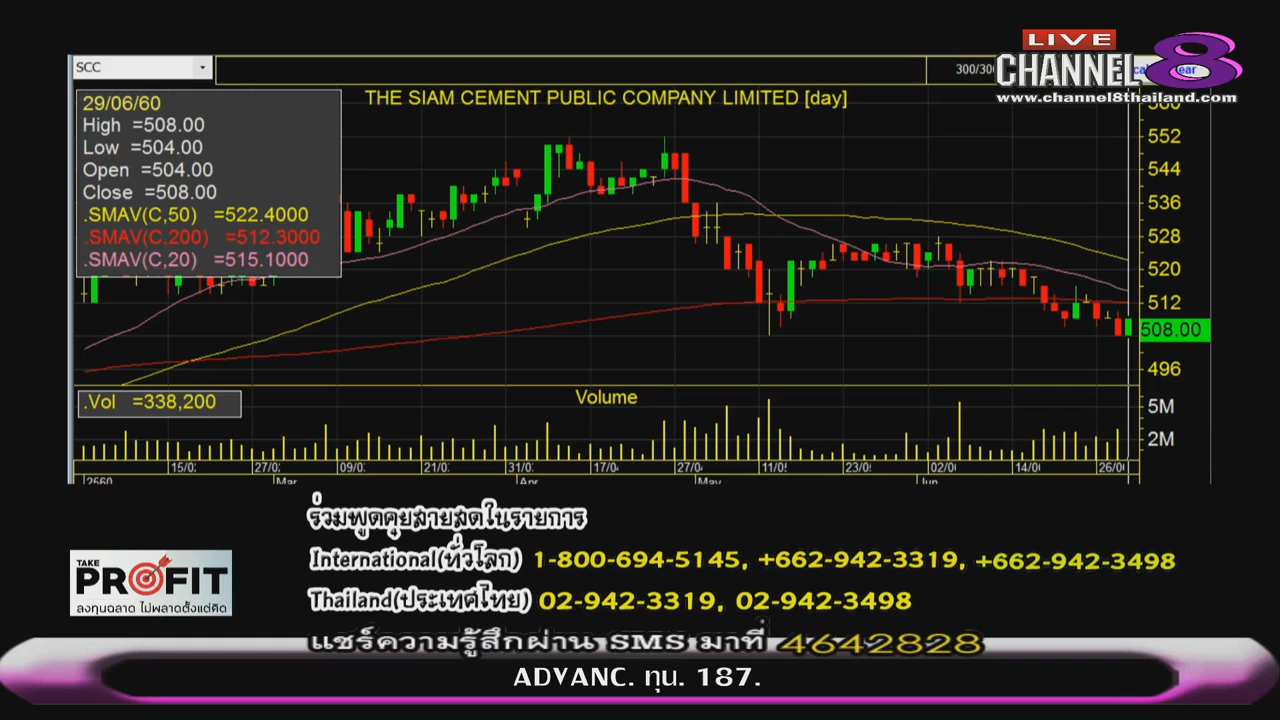 LIVE
CHANNEL 8
www.channel8thailand.com
SCC
300/300
THE SIAM CEMENT PUBLIC COMPANY LIMITED [day]
29/06/60
High =508.00
Low =504.00
Open =504.00
Close =508.00
.SMAV(C,50) =522.4000
.SMAV(C,200) =512.3000
.SMAV(C,20) =515.1000
560
552
544
536
528
520
512
508.00
496
.Vol =338,200
Volume
5M
2M
15/0 27/0 09/0 21/0 31/0 17/0 27/0 11/0 23/0 02/0 14/0 26/0
2560 Mar Apr May Jun
ร่วมพูดคุยสายสดในรายการ
International(ทั่วโลก) 1-800-694-5145, +662-942-3319, +662-942-3498
Thailand(ประเทศไทย) 02-942-3319, 02-942-3498
แชร์ความรู้สึกผ่าน SMS มาที่ 4642828
TAKE
PROFIT
ลงทุนฉลาด ไม่พลาดตั้งแต่คิด
ADVANC. ทุน. 187.